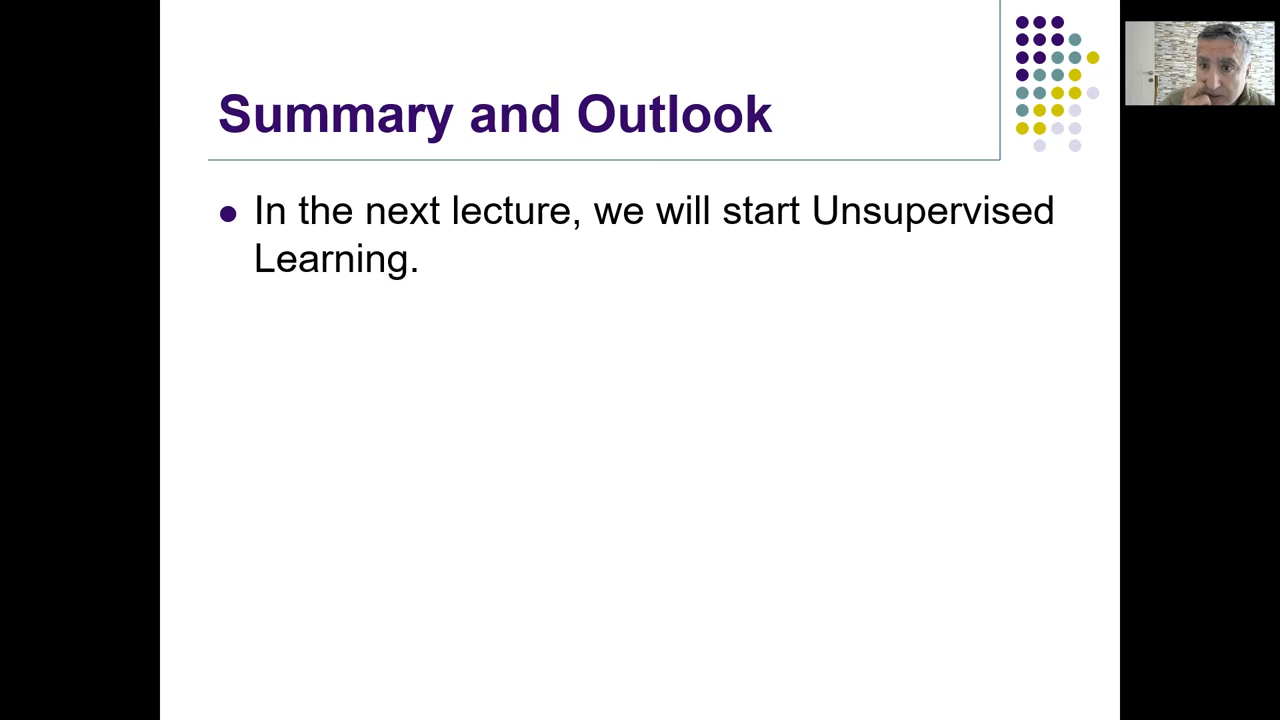 Summary and Outlook
In the next lecture, we will start Unsupervised
Learning.